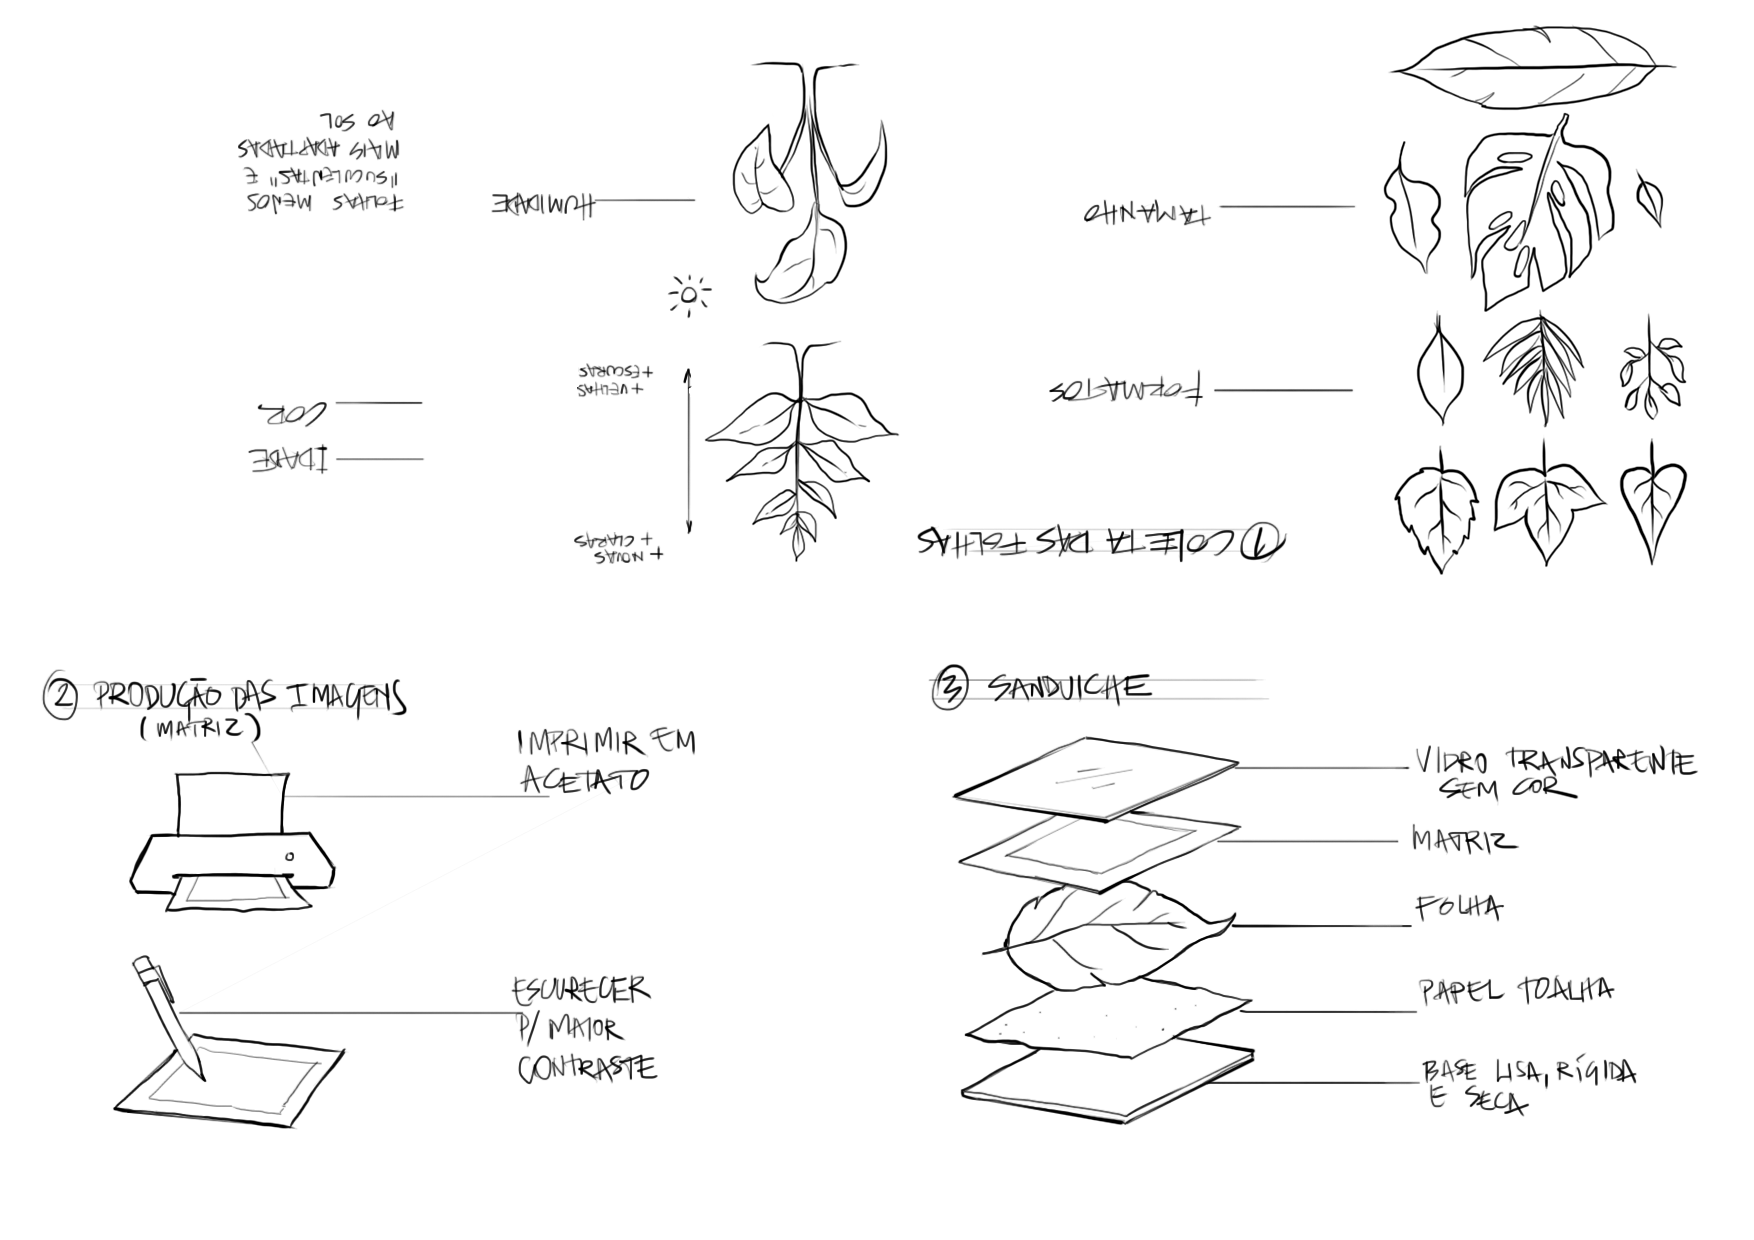 ① COLETA DAS FOLHAS
FORMATOS
TAMANHO
+ NOVAS
+ CLARAS
+ VELHAS
+ ESCURAS
IDADE
COR
HUMIDADE
FOLHAS MENOS
"SUCULENTAS" E
MAIS ADAPTADAS
AO SOL
② PRODUÇÃO DAS IMAGENS
(MATRIZ)
IMPRIMIR EM
ACETATO
ESCURECER
P/ MAIOR
CONTRASTE
③ SANDUICHE
VIDRO TRANSPARENTE
SEM COR
MATRIZ
FOLHA
PAPEL TOALHA
BASE LISA, RÍGIDA
E SECA